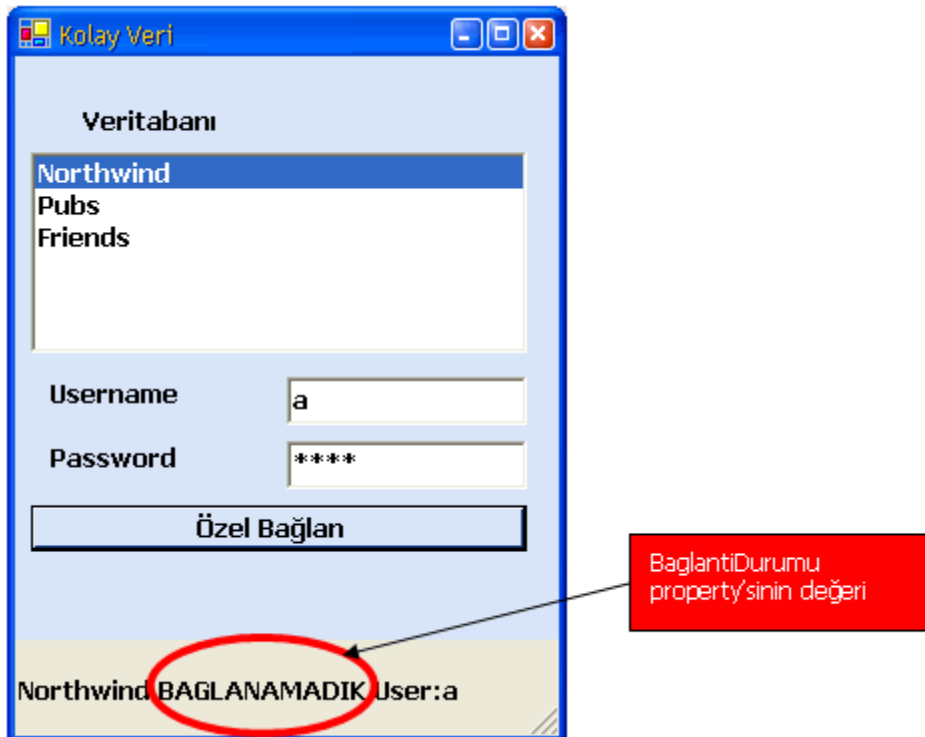 Kolay Veri
Veritabanı
Northwind
Pubs
Friends
Username a
Password ****
Özel Bağlan
BaglantiDurumu
property'sinin değeri
Northwind BAGLANAMADIK User:a